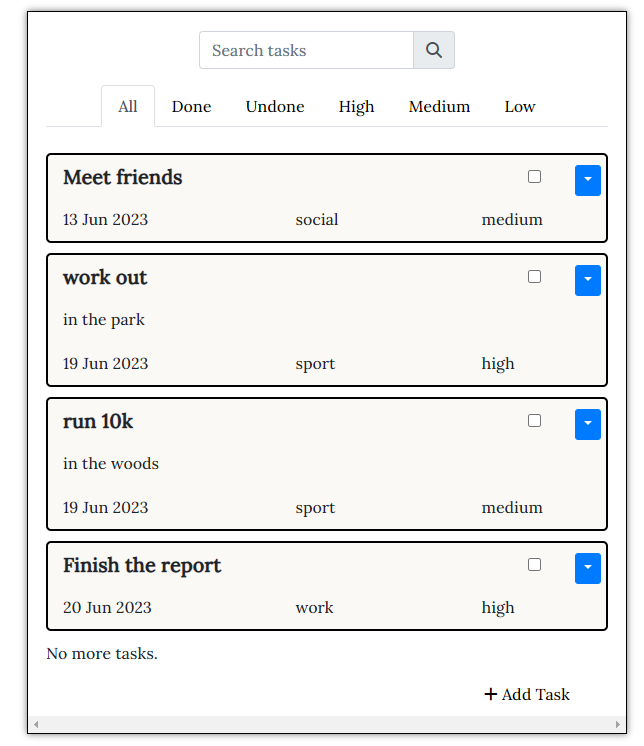 Search tasks
All Done Undone High Medium Low
Meet friends
13 Jun 2023 social medium
work out
in the park
19 Jun 2023 sport high
run 10k
in the woods
19 Jun 2023 sport medium
Finish the report
20 Jun 2023 work high
No more tasks.
+ Add Task